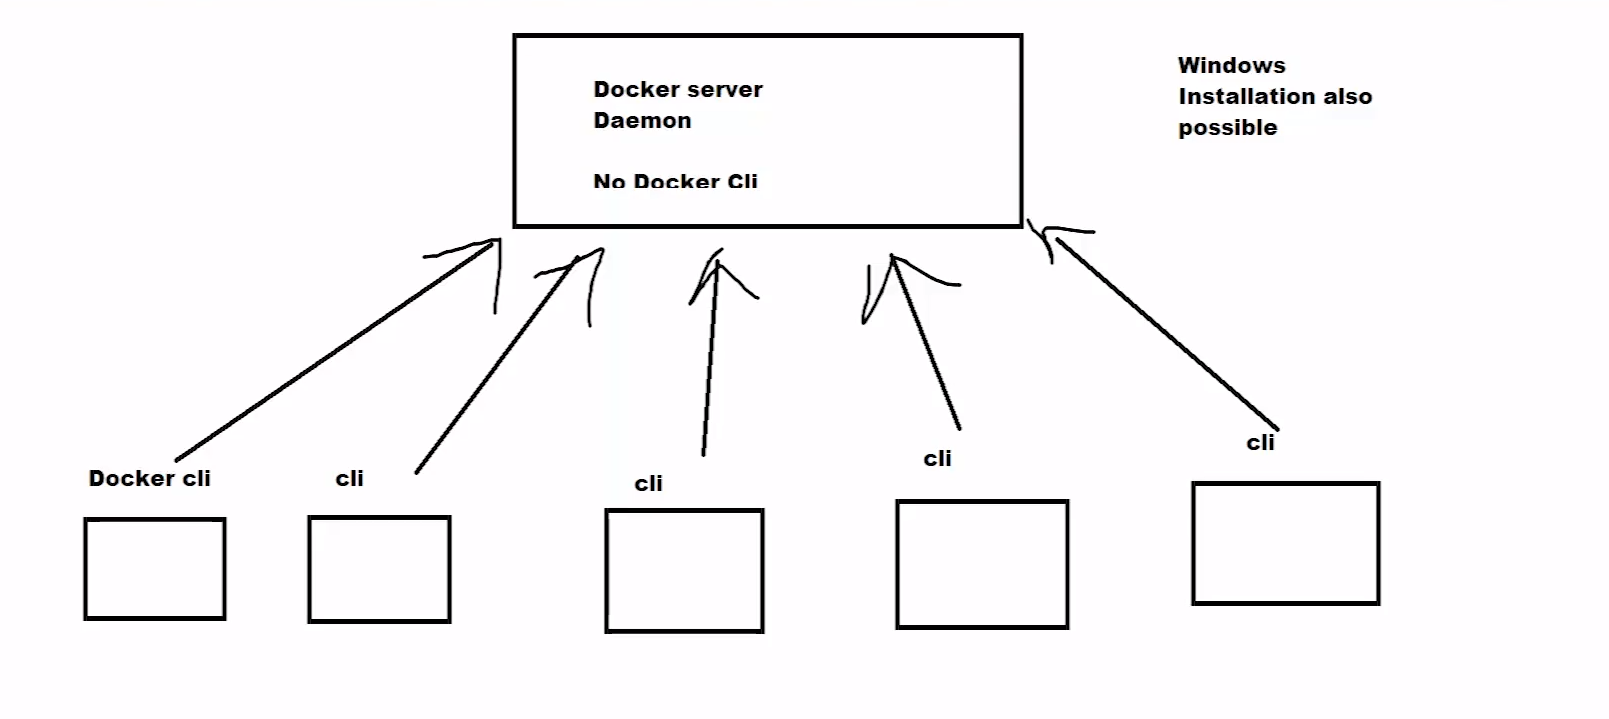 Docker server
Daemon
No Docker Cli
Windows
Installation also
possible
Docker cli
cli
cli
cli
cli